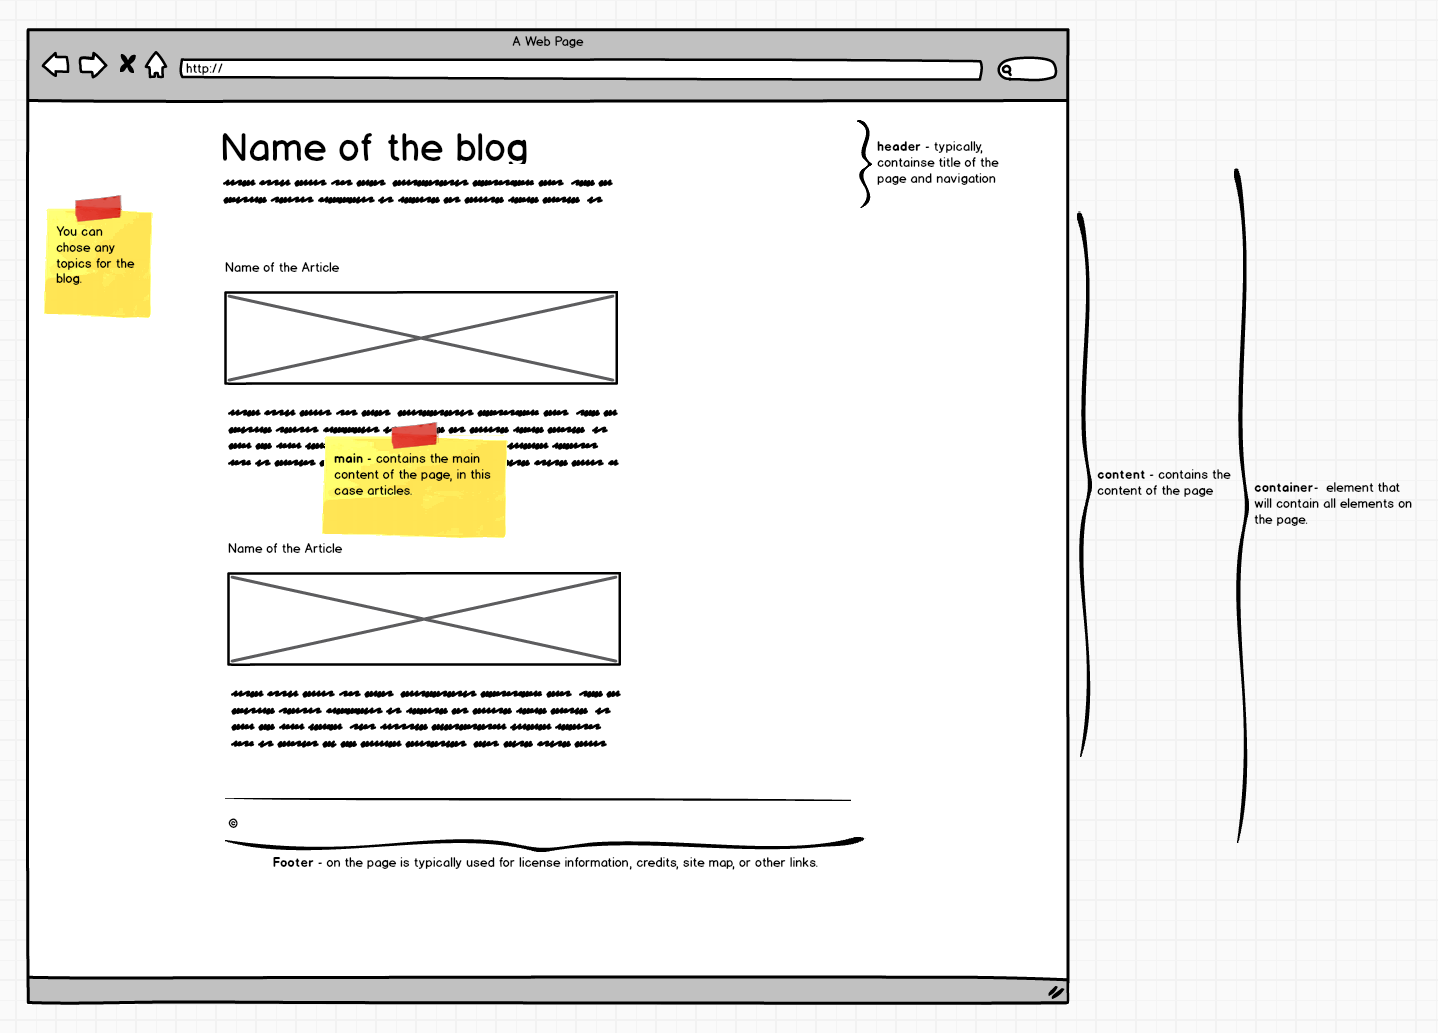 A Web Page
http://
Name of the blog
header - typically,
containse title of the
page and navigation
You can
chose any
topics for the
blog.
Name of the Article
main - contains the main
content of the page, in this
case articles.
content - contains the
content of the page
container- element that
will contain all elements on
the page.
Name of the Article
©
Footer - on the page is typically used for license information, credits, site map, or other links.